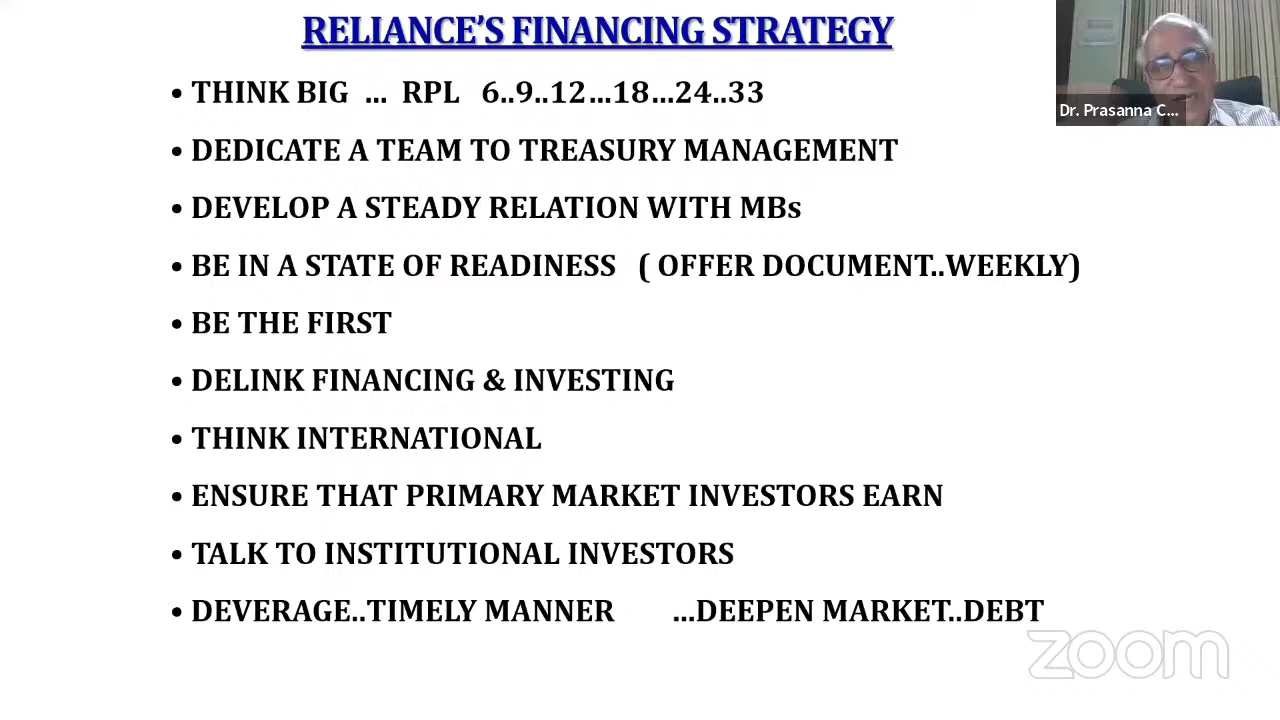 RELIANCE'S FINANCING STRATEGY
• THINK BIG … RPL 6..9..12…18…24..33
• DEDICATE A TEAM TO TREASURY MANAGEMENT
• DEVELOP A STEADY RELATION WITH MBs
• BE IN A STATE OF READINESS ( OFFER DOCUMENT..WEEKLY)
• BE THE FIRST
• DELINK FINANCING & INVESTING
• THINK INTERNATIONAL
• ENSURE THAT PRIMARY MARKET INVESTORS EARN
• TALK TO INSTITUTIONAL INVESTORS
• DEVERAGE..TIMELY MANNER …DEEPEN MARKET..DEBT
Dr. Prasanna C...
zoom